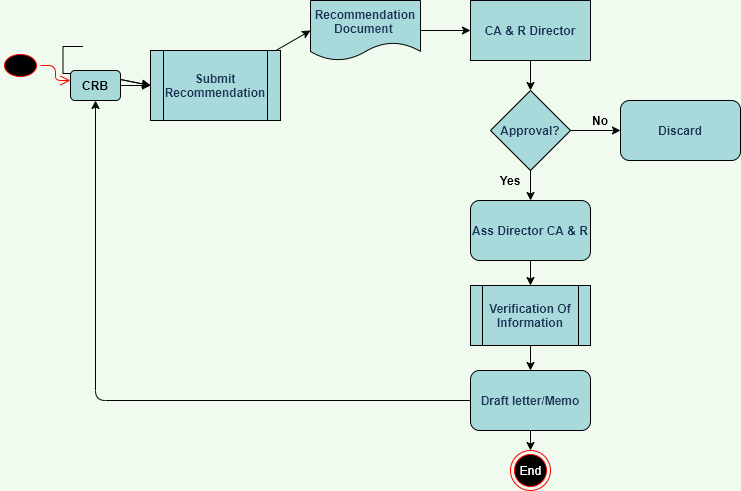 Recommendation
Document
CA & R Director
CRB
Submit
Recommendation
Approval?
No
Discard
Yes
Ass Director CA & R
Verification Of
Information
Draft letter/Memo
End